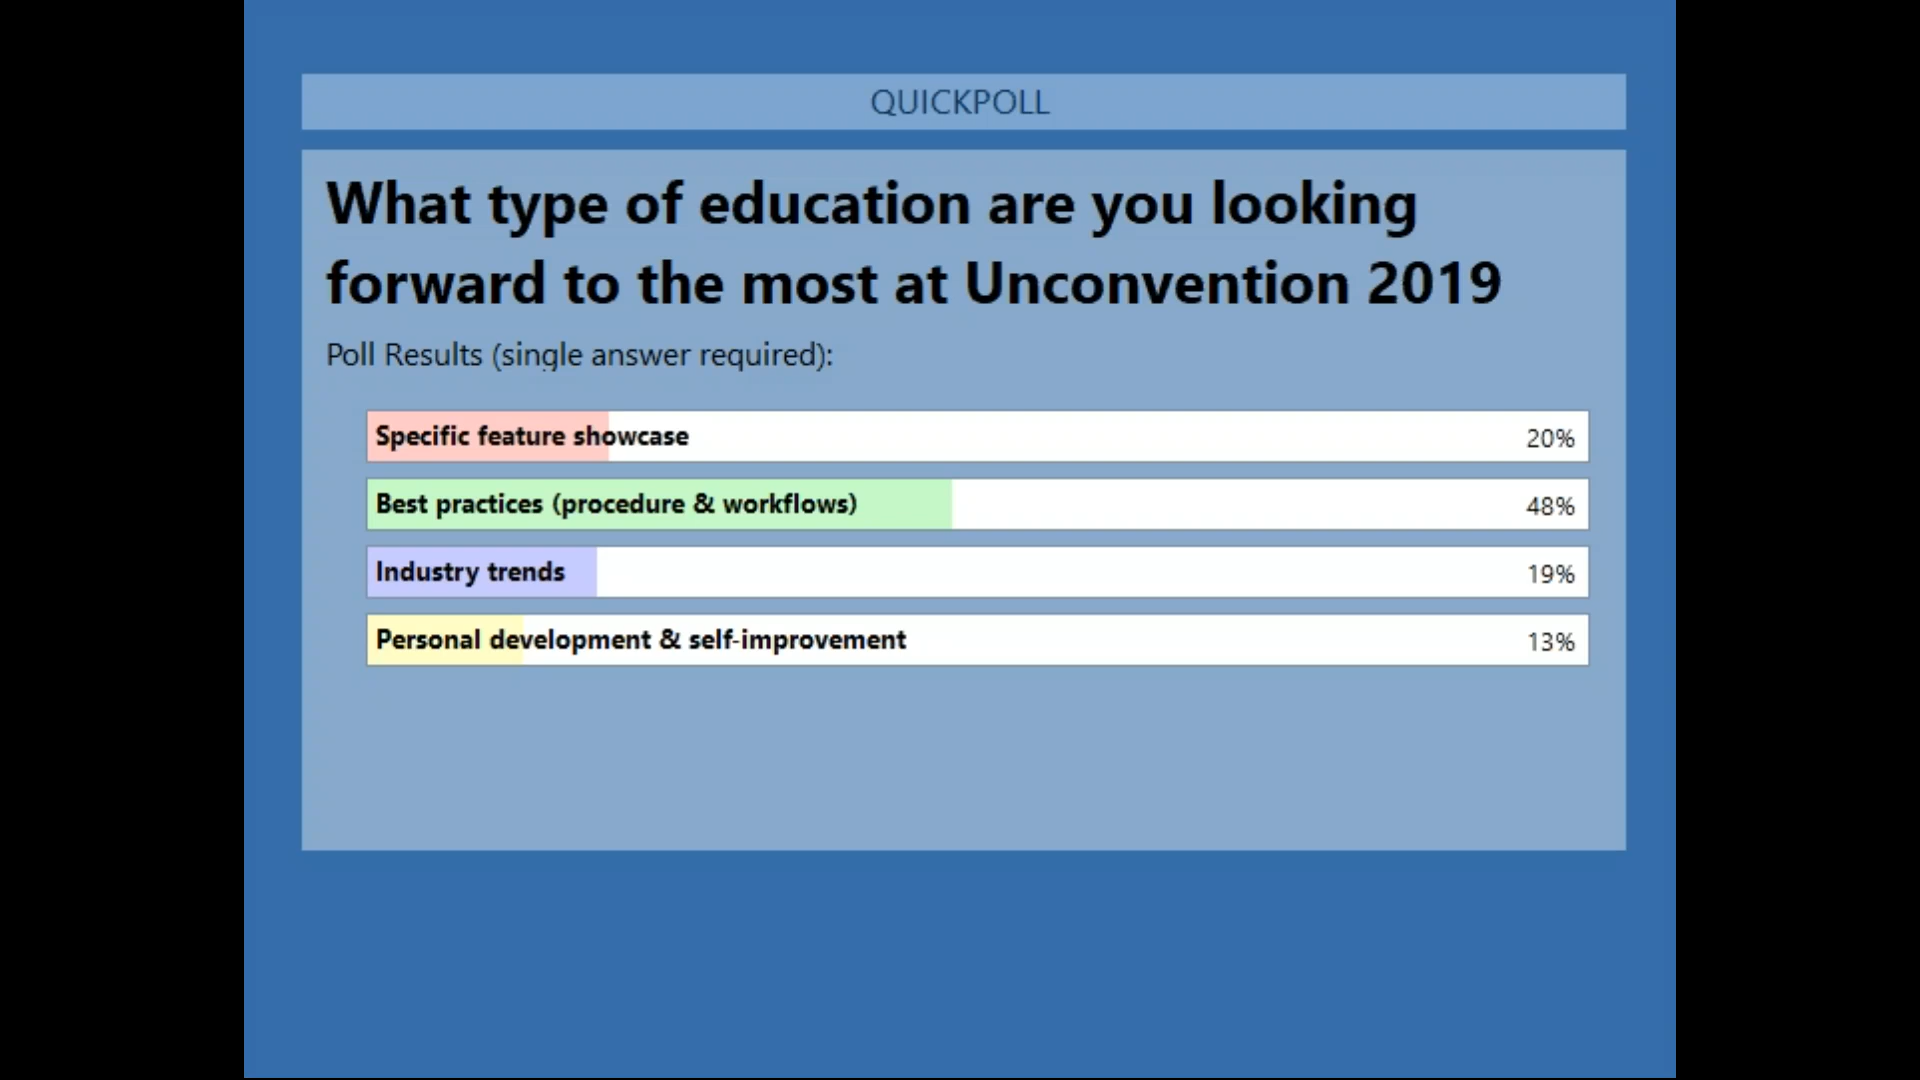 QUICKPOLL
What type of education are you looking
forward to the most at Unconvention 2019
Poll Results (single answer required):
Specific feature showcase 20%
Best practices (procedure & workflows) 48%
Industry trends 19%
Personal development & self-improvement 13%